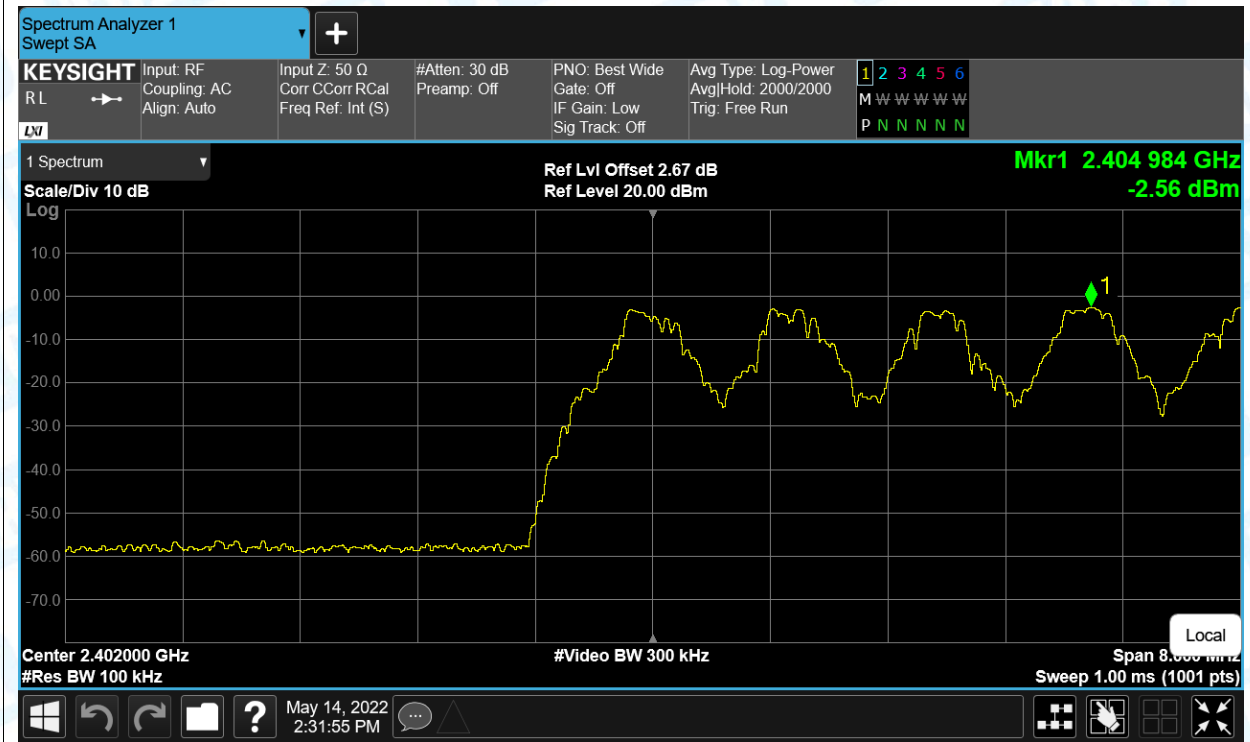 Spectrum Analyzer 1
Swept SA
KEYSIGHT
R L
LXI
Input: RF
Coupling: AC
Align: Auto
Input Z: 50 Ω
Corr CCorr RCal
Freq Ref: Int (S)
#Atten: 30 dB
Preamp: Off
PNO: Best Wide
Gate: Off
IF Gain: Low
Sig Track: Off
Avg Type: Log-Power
Avg|Hold: 2000/2000
Trig: Free Run
1 2 3 4 5 6
M W W W W W
P N N N N N
1 Spectrum
Scale/Div 10 dB
Log
Ref Lvl Offset 2.67 dB
Ref Level 20.00 dBm
Mkr1 2.404 984 GHz
-2.56 dBm
1
10.0
0.00
-10.0
-20.0
-30.0
-40.0
-50.0
-60.0
-70.0
Center 2.402000 GHz
#Res BW 100 kHz
#Video BW 300 kHz
Local
Span 8.000 MHz
Sweep 1.00 ms (1001 pts)
?
May 14, 2022
2:31:55 PM